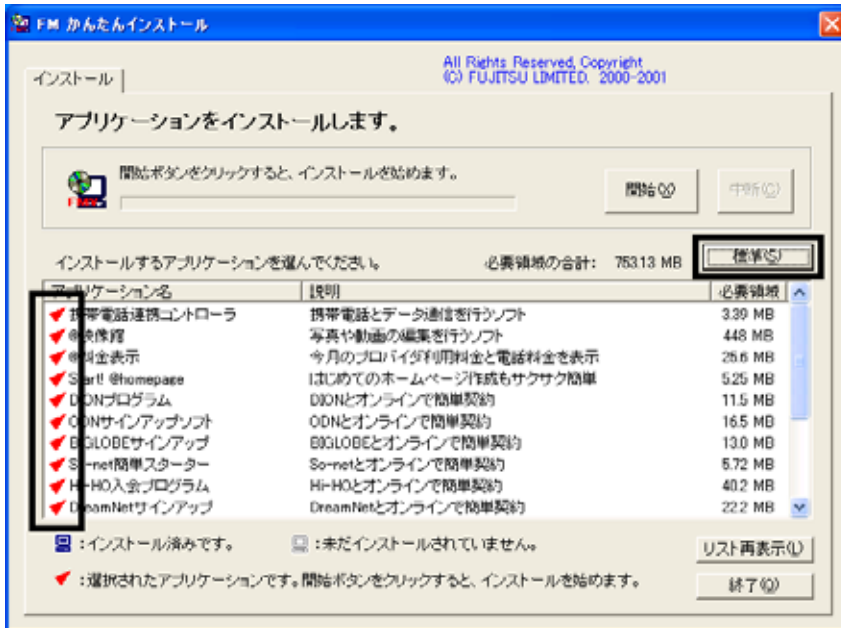 FM かんたんインストール
All Rights Reserved, Copyright
(C) FUJITSU LIMITED. 2000-2001
インストール
アプリケーションをインストールします。
開始ボタンをクリックすると、インストールを始めます。
開始(X) 中断(C)
インストールするアプリケーションを選んでください。 必要領域の合計: 753.13 MB 標準(S)
アプリケーション名 説明 必要領域
携帯電話連携コントローラ 携帯電話とデータ通信を行うソフト 3.39 MB
@映像館 写真や動画の編集を行うソフト 448 MB
@料金表示 今月のプロバイダ利用料金と電話料金を表示 25.6 MB
Start! @homepage はじめてのホームページ作成もサクサク簡単 5.25 MB
DIONプログラム DIONとオンラインで簡単契約 11.5 MB
ODNサインアップソフト ODNとオンラインで簡単契約 16.5 MB
BIGLOBEサインアップ BIGLOBEとオンラインで簡単契約 13.0 MB
So-net簡単スターター So-netとオンラインで簡単契約 5.72 MB
Hi-HO入会プログラム Hi-HOとオンラインで簡単契約 40.2 MB
DreamNetサインアップ DreamNetとオンラインで簡単契約 22.2 MB
:インストール済みです。 :未だインストールされていません。 リスト再表示(L)
:選択されたアプリケーションです。開始ボタンをクリックすると、インストールを始めます。 終了(Q)